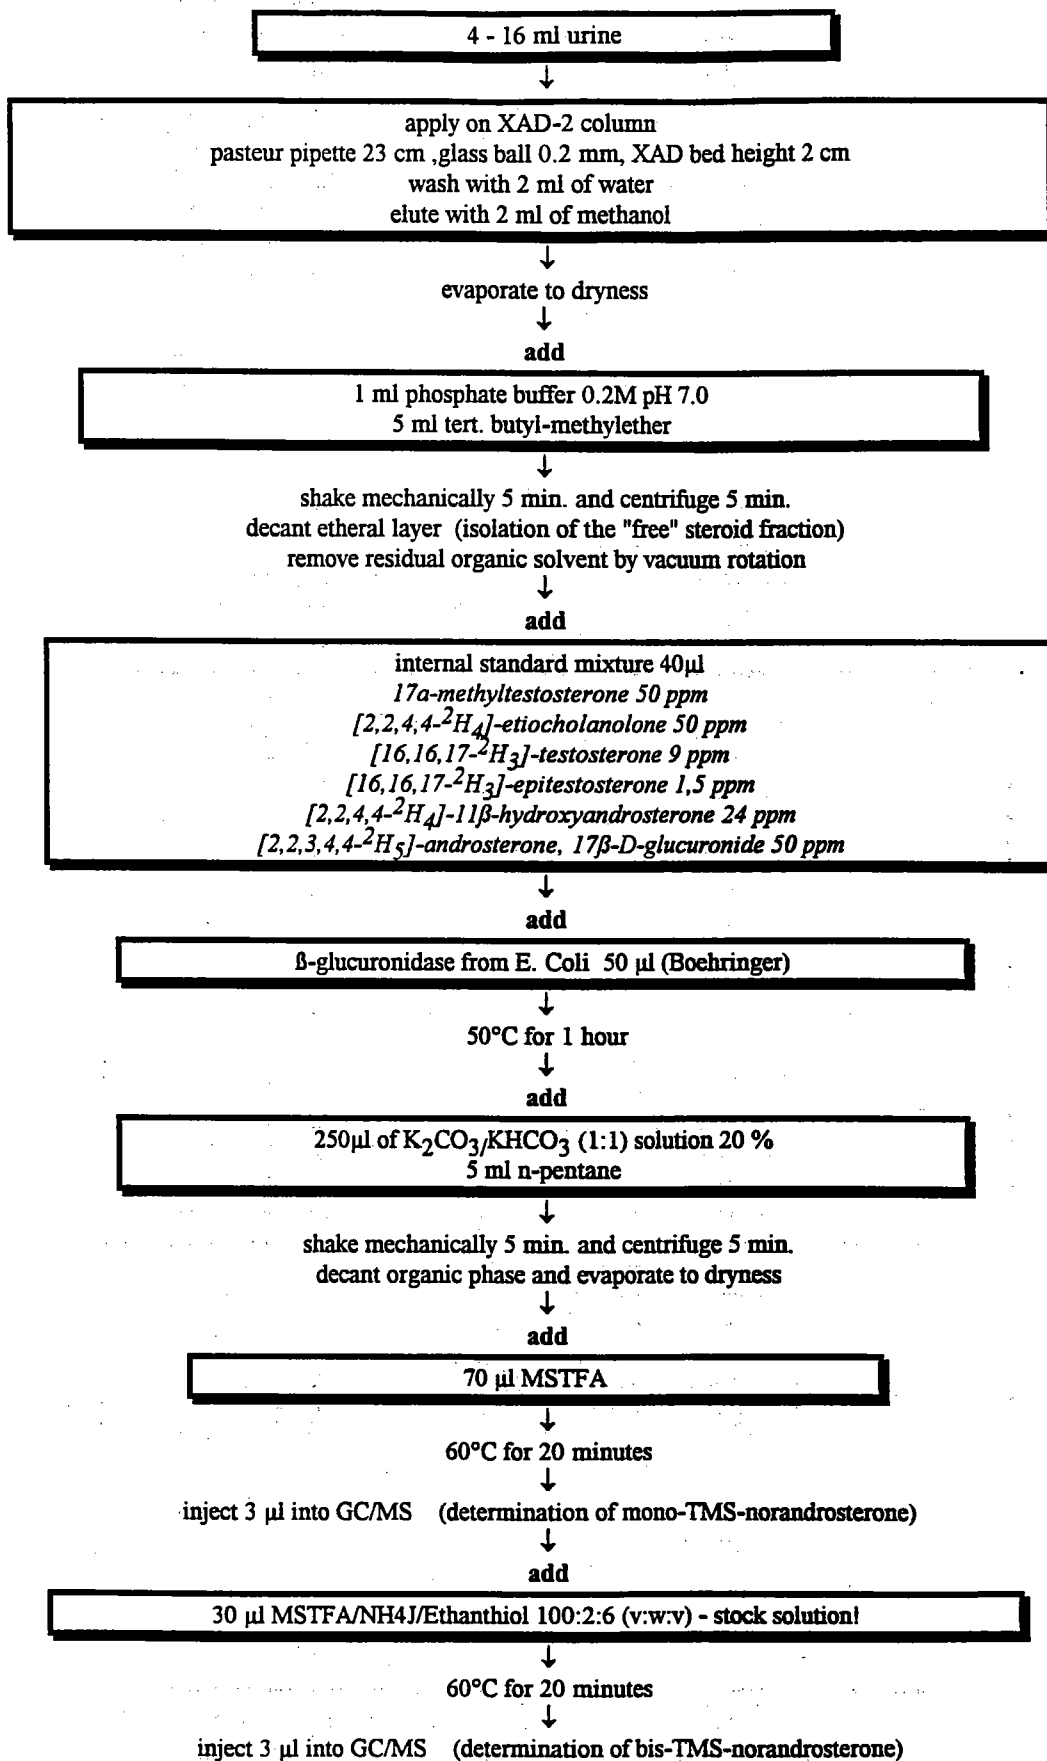 4 - 16 ml urine
↓
apply on XAD-2 column
pasteur pipette 23 cm ,glass ball 0.2 mm, XAD bed height 2 cm
wash with 2 ml of water
elute with 2 ml of methanol
↓
evaporate to dryness
↓
add
1 ml phosphate buffer 0.2M pH 7.0
5 ml tert. butyl-methylether
↓
shake mechanically 5 min. and centrifuge 5 min.
decant etheral layer (isolation of the "free" steroid fraction)
remove residual organic solvent by vacuum rotation
↓
add
internal standard mixture 40µl
17a-methyltestosterone 50 ppm
[2,2,4,4-²H₄]-etiocholanolone 50 ppm
[16,16,17-²H₃]-testosterone 9 ppm
[16,16,17-²H₃]-epitestosterone 1,5 ppm
[2,2,4,4-²H₄]-11β-hydroxyandrosterone 24 ppm
[2,2,3,4,4-²H₅]-androsterone, 17β-D-glucuronide 50 ppm
↓
add
ß-glucuronidase from E. Coli 50 µl (Boehringer)
↓
50°C for 1 hour
↓
add
250µl of K₂CO₃/KHCO₃ (1:1) solution 20 %
5 ml n-pentane
↓
shake mechanically 5 min. and centrifuge 5 min.
decant organic phase and evaporate to dryness
↓
add
70 µl MSTFA
↓
60°C for 20 minutes
↓
inject 3 µl into GC/MS (determination of mono-TMS-norandrosterone)
↓
add
30 µl MSTFA/NH4J/Ethanthiol 100:2:6 (v:w:v) - stock solution!
↓
60°C for 20 minutes
↓
inject 3 µl into GC/MS (determination of bis-TMS-norandrosterone)